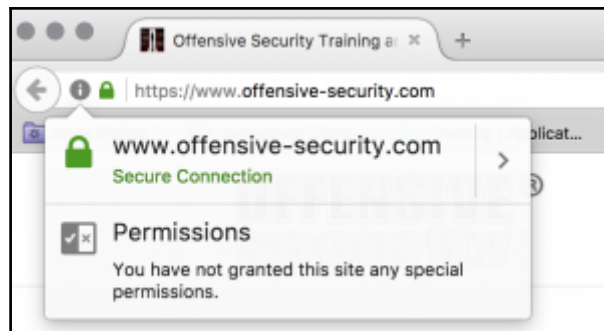 Offensive Security Training a
https://www.offensive-security.com
www.offensive-security.com
Secure Connection
OFFENSIVE
®
Permissions
You have not granted this site any special
permissions.